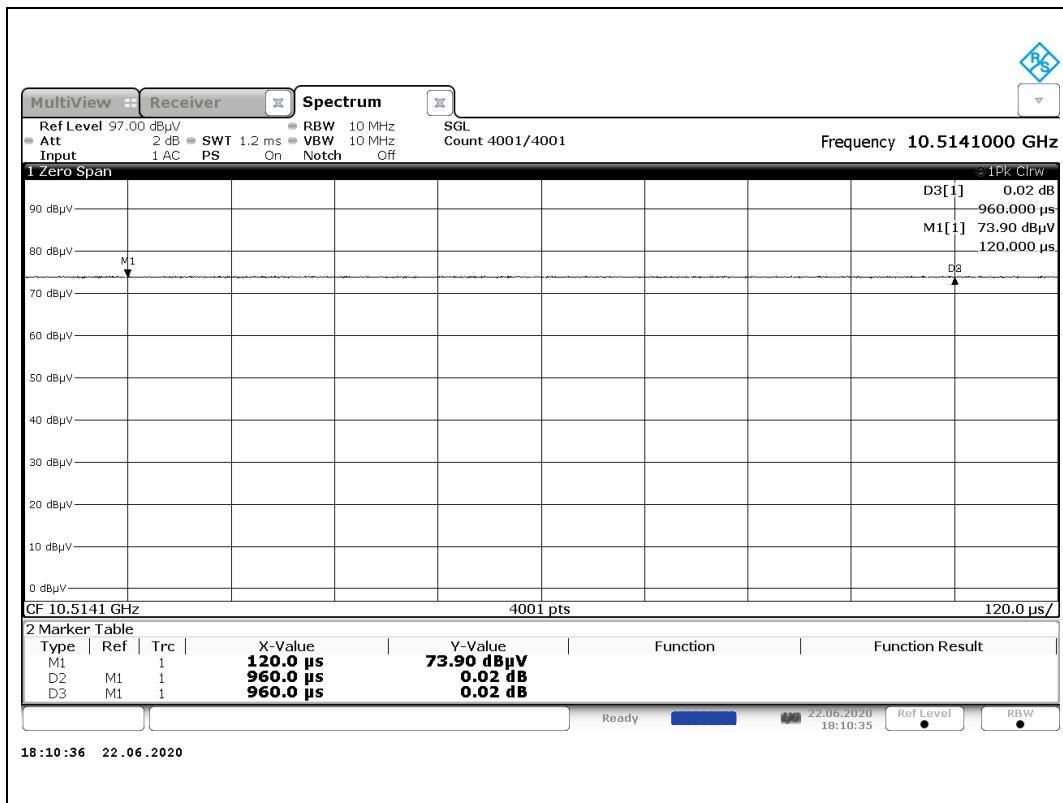 R&S
MultiView Receiver Spectrum
Ref Level 97.00 dBµV RBW 10 MHz SGL
Att 2 dB SWT 1.2 ms VBW 10 MHz Count 4001/4001 Frequency 10.5141000 GHz
Input 1 AC PS On Notch Off
1 Zero Span 1Pk Clrw
D3[1] 0.02 dB
90 dBµV 960.000 µs
M1[1] 73.90 dBµV
80 dBµV 120.000 µs
M1
70 dBµV
60 dBµV
50 dBµV
40 dBµV
30 dBµV
20 dBµV
10 dBµV
0 dBµV
CF 10.5141 GHz 4001 pts 120.0 µs/
2 Marker Table
Type Ref Trc X-Value Y-Value Function Function Result
M1 1 120.0 µs 73.90 dBµV
D2 M1 1 960.0 µs 0.02 dB
D3 M1 1 960.0 µs 0.02 dB
Ready 22.06.2020 Ref Level RBW
18:10:35
18:10:36 22.06.2020